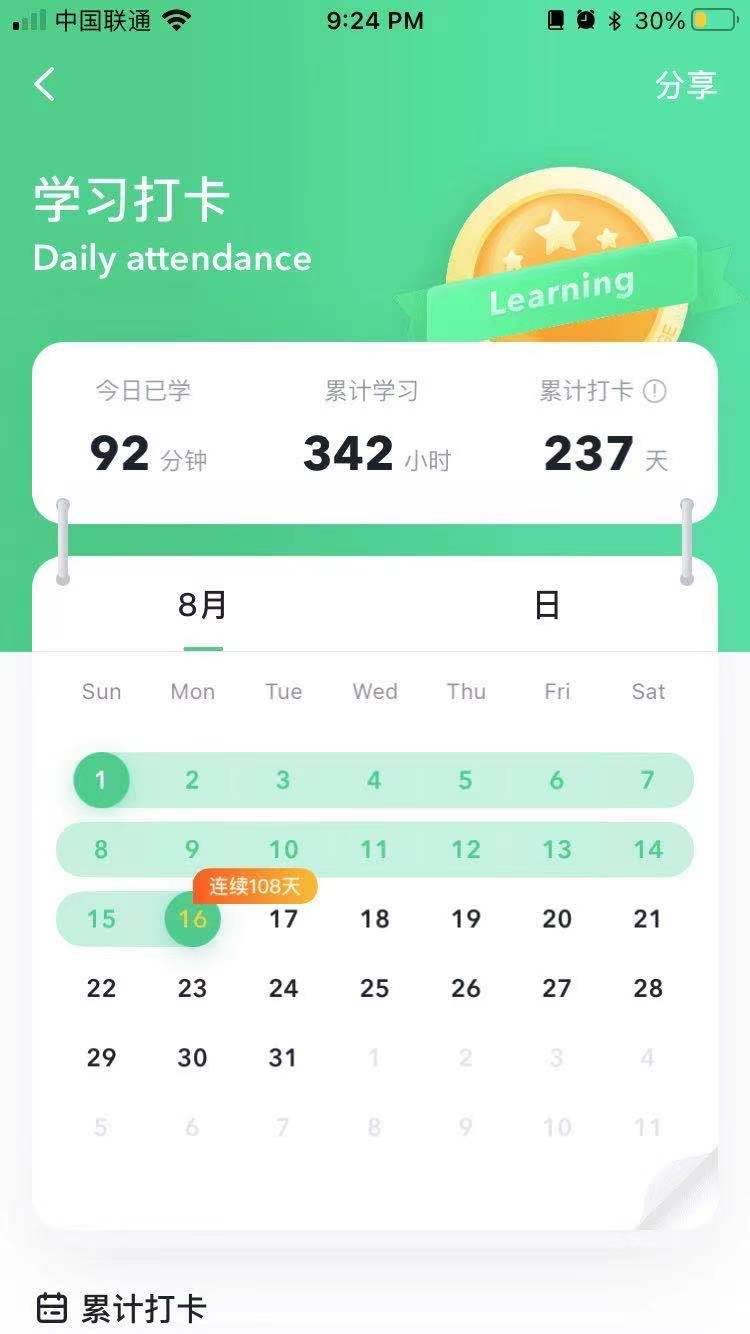 中国联通 9:24 PM 30%
分享
学习打卡
Daily attendance
Learning
今日已学 累计学习 累计打卡
92 分钟 342 小时 237 天
8月 日
Sun Mon Tue Wed Thu Fri Sat
1 2 3 4 5 6 7
8 9 10 11 12 13 14
连续108天
15 16 17 18 19 20 21
22 23 24 25 26 27 28
29 30 31 1 2 3 4
5 6 7 8 9 10 11
累计打卡